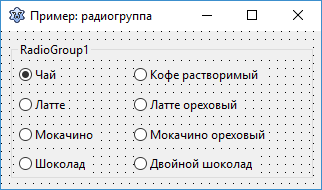 Пример: радиогруппа
RadioGroup1
Чай
Кофе растворимый
Латте
Латте ореховый
Мокачино
Мокачино ореховый
Шоколад
Двойной шоколад